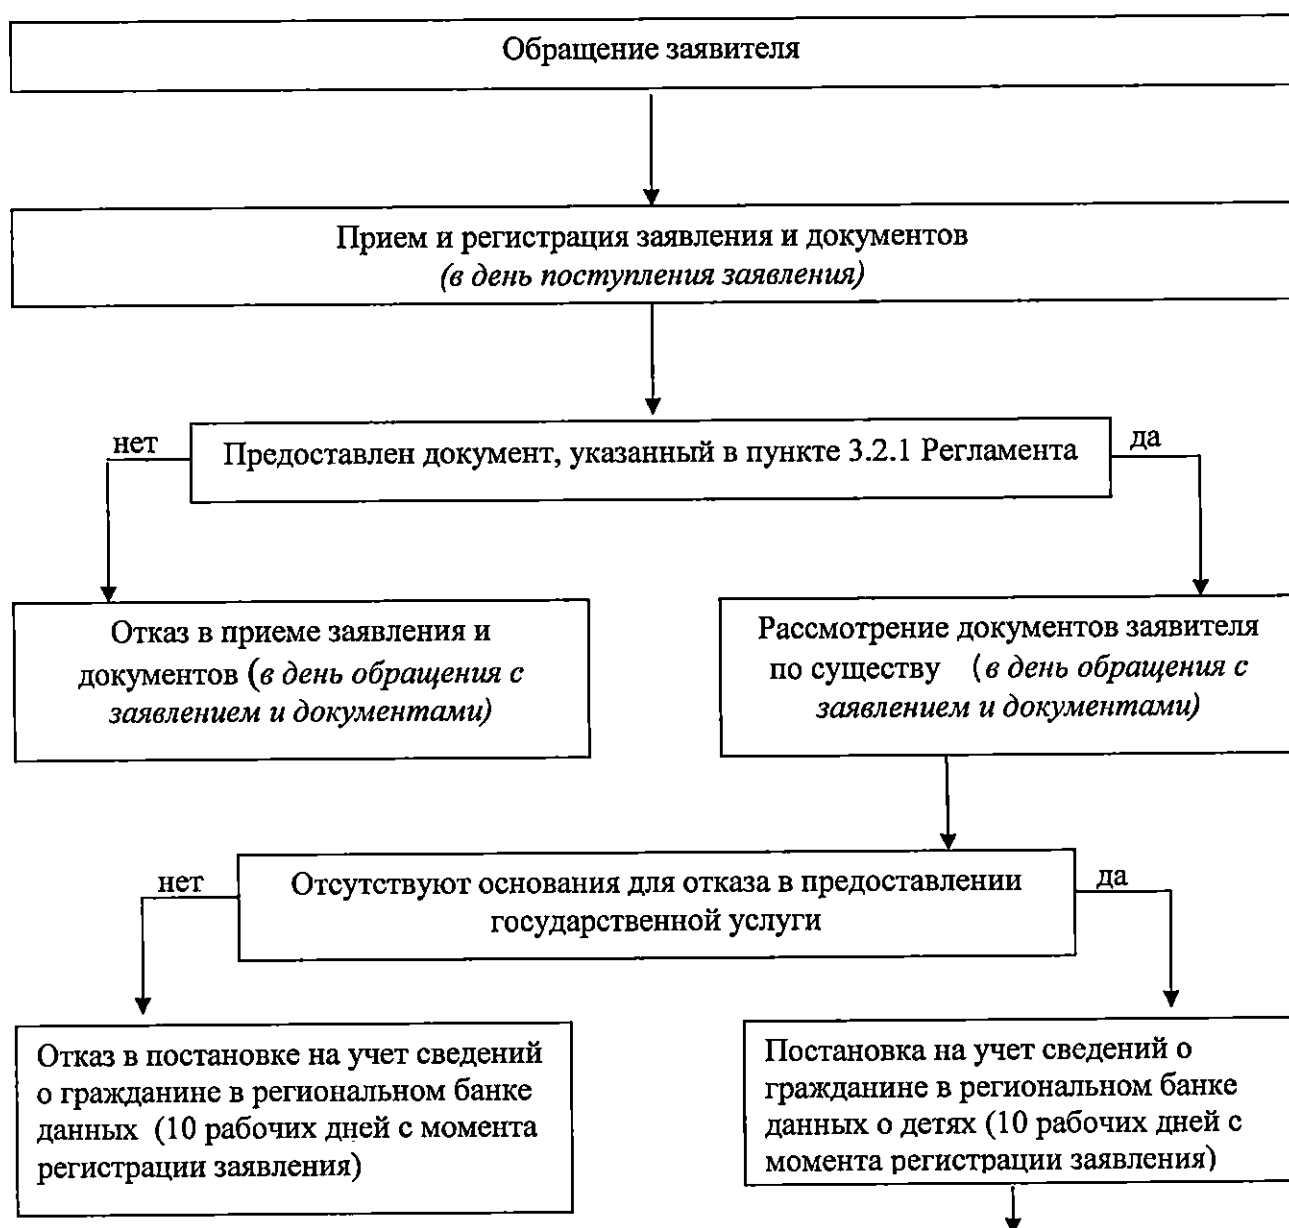 Обращение заявителя
Прием и регистрация заявления и документов
(в день поступления заявления)
нет
Предоставлен документ, указанный в пункте 3.2.1 Регламента
да
Отказ в приеме заявления и
документов (в день обращения с
заявлением и документами)
Рассмотрение документов заявителя
по существу (в день обращения с
заявлением и документами)
нет
Отсутствуют основания для отказа в предоставлении
государственной услуги
да
Отказ в постановке на учет сведений
о гражданине в региональном банке
данных (10 рабочих дней с момента
регистрации заявления)
Постановка на учет сведений о
гражданине в региональном банке
данных о детях (10 рабочих дней с
момента регистрации заявления)